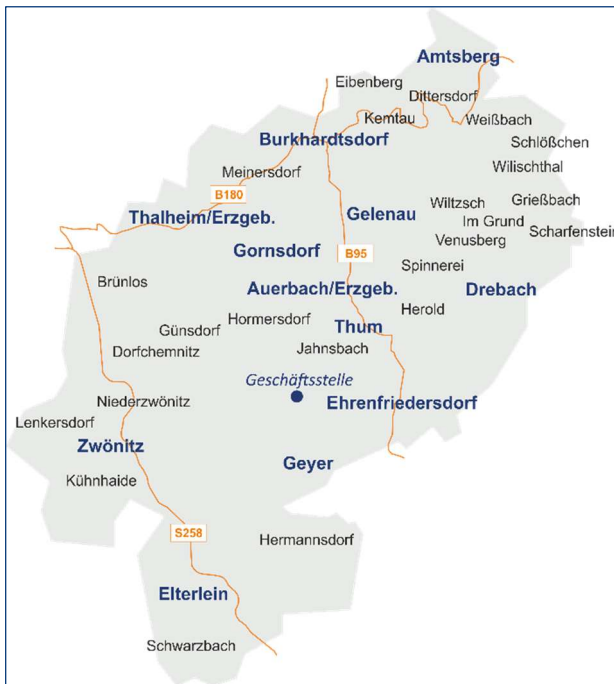 Amtsberg
Eibenberg
Dittersdorf
Kemtau
Weißbach
Burkhardtsdorf
Schlößchen
Wilischthal
Meinersdorf
B180
Thalheim/Erzgeb.
Gelenau
Wiltzsch
Grießbach
Im Grund
Scharfenstein
Venusberg
Gornsdorf
B95
Spinnerei
Brünlos
Auerbach/Erzgeb.
Drebach
Herold
Hormersdorf
Günsdorf
Thum
Dorfchemnitz
Jahnsbach
Geschäftsstelle
Niederzwönitz
Ehrenfriedersdorf
Lenkersdorf
Zwönitz
Geyer
Kühnhaide
S258
Hermannsdorf
Elterlein
Schwarzbach